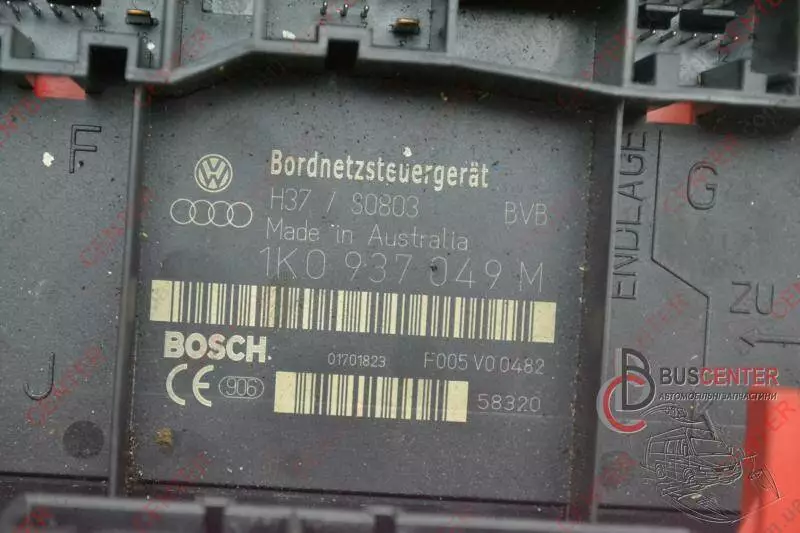 F
Bordnetzsteuergerät
H37 / S0803 BVB
Made in Australia
1K0 937 049 M
BOSCH
01701823 F005 V0 0482
CE 906
58320
J
ENDLAGE
G
ZU
K
BUSCENTER
АВТОМОБІЛЬНІ ЗАПЧАСТИНИ